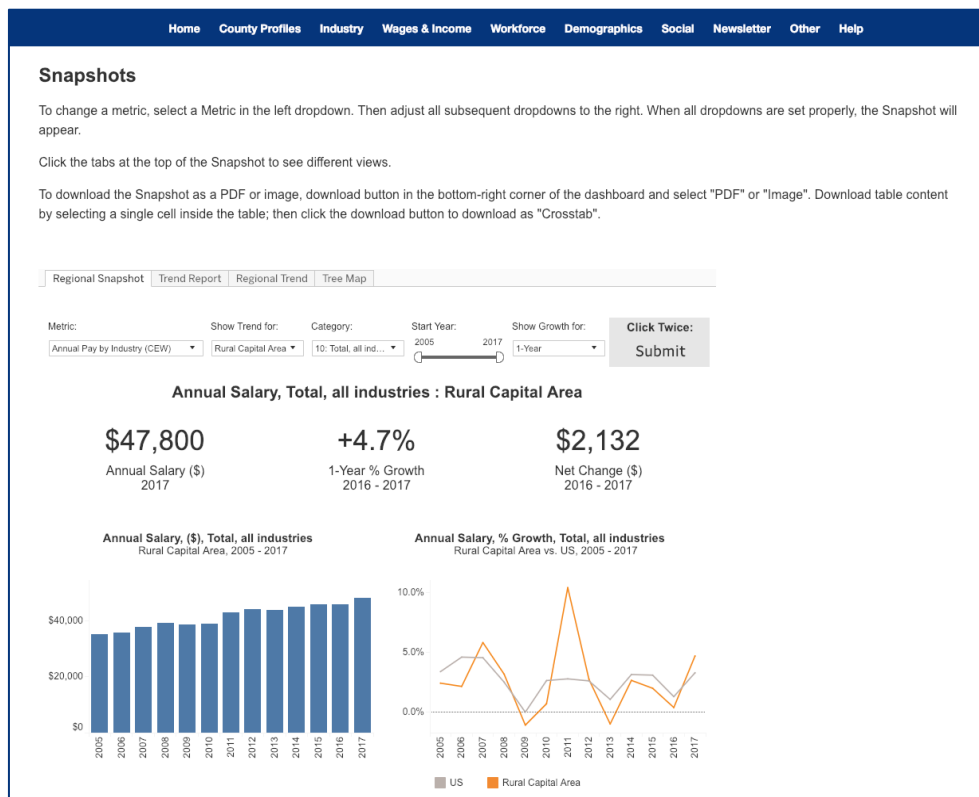 Home County Profiles Industry Wages & Income Workforce Demographics Social Newsletter Other Help
Snapshots
To change a metric, select a Metric in the left dropdown. Then adjust all subsequent dropdowns to the right. When all dropdowns are set properly, the Snapshot will
appear.
Click the tabs at the top of the Snapshot to see different views.
To download the Snapshot as a PDF or image, download button in the bottom-right corner of the dashboard and select "PDF" or "Image". Download table content
by selecting a single cell inside the table; then click the download button to download as "Crosstab".
Regional Snapshot Trend Report Regional Trend Tree Map
Metric: Show Trend for: Category: Start Year: Show Growth for: Click Twice:
2005 2017
Annual Pay by Industry (CEW) Rural Capital Area 10: Total, all ind... 1-Year Submit
Annual Salary, Total, all industries : Rural Capital Area
$47,800 +4.7% $2,132
Annual Salary ($) 1-Year % Growth Net Change ($)
2017 2016 - 2017 2016 - 2017
Annual Salary, ($), Total, all industries
Rural Capital Area, 2005 - 2017
$40,000
$20,000
$0
2005 2006 2007 2008 2009 2010 2011 2012 2013 2014 2015 2016 2017
Annual Salary, % Growth, Total, all industries
Rural Capital Area vs. US, 2005 - 2017
10.0%
5.0%
0.0%
2005 2006 2007 2008 2009 2010 2011 2012 2013 2014 2015 2016 2017
US Rural Capital Area